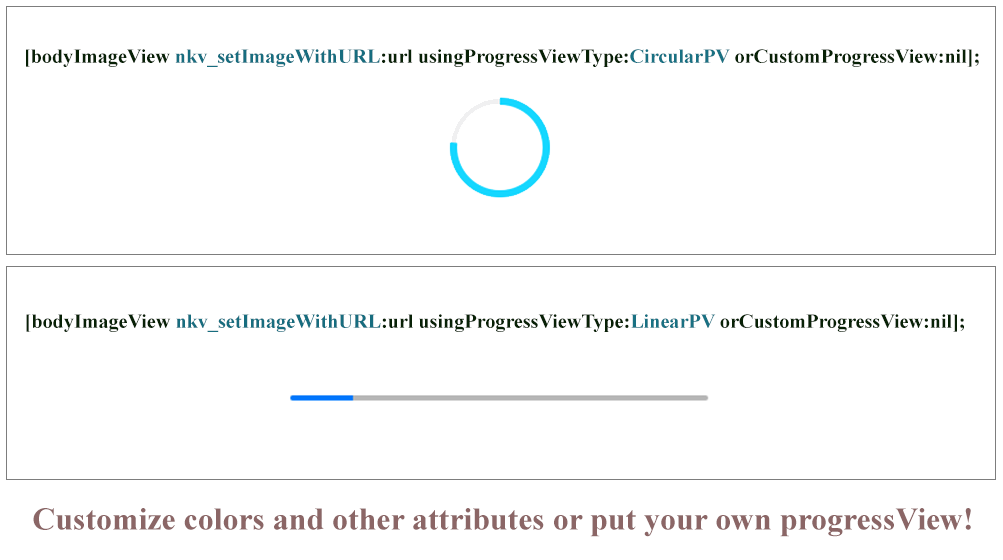 [bodyImageView nkv_setImageWithURL:url usingProgressViewType:CircularPV orCustomProgressView:nil];
[bodyImageView nkv_setImageWithURL:url usingProgressViewType:LinearPV orCustomProgressView:nil];
Customize colors and other attributes or put your own progressView!